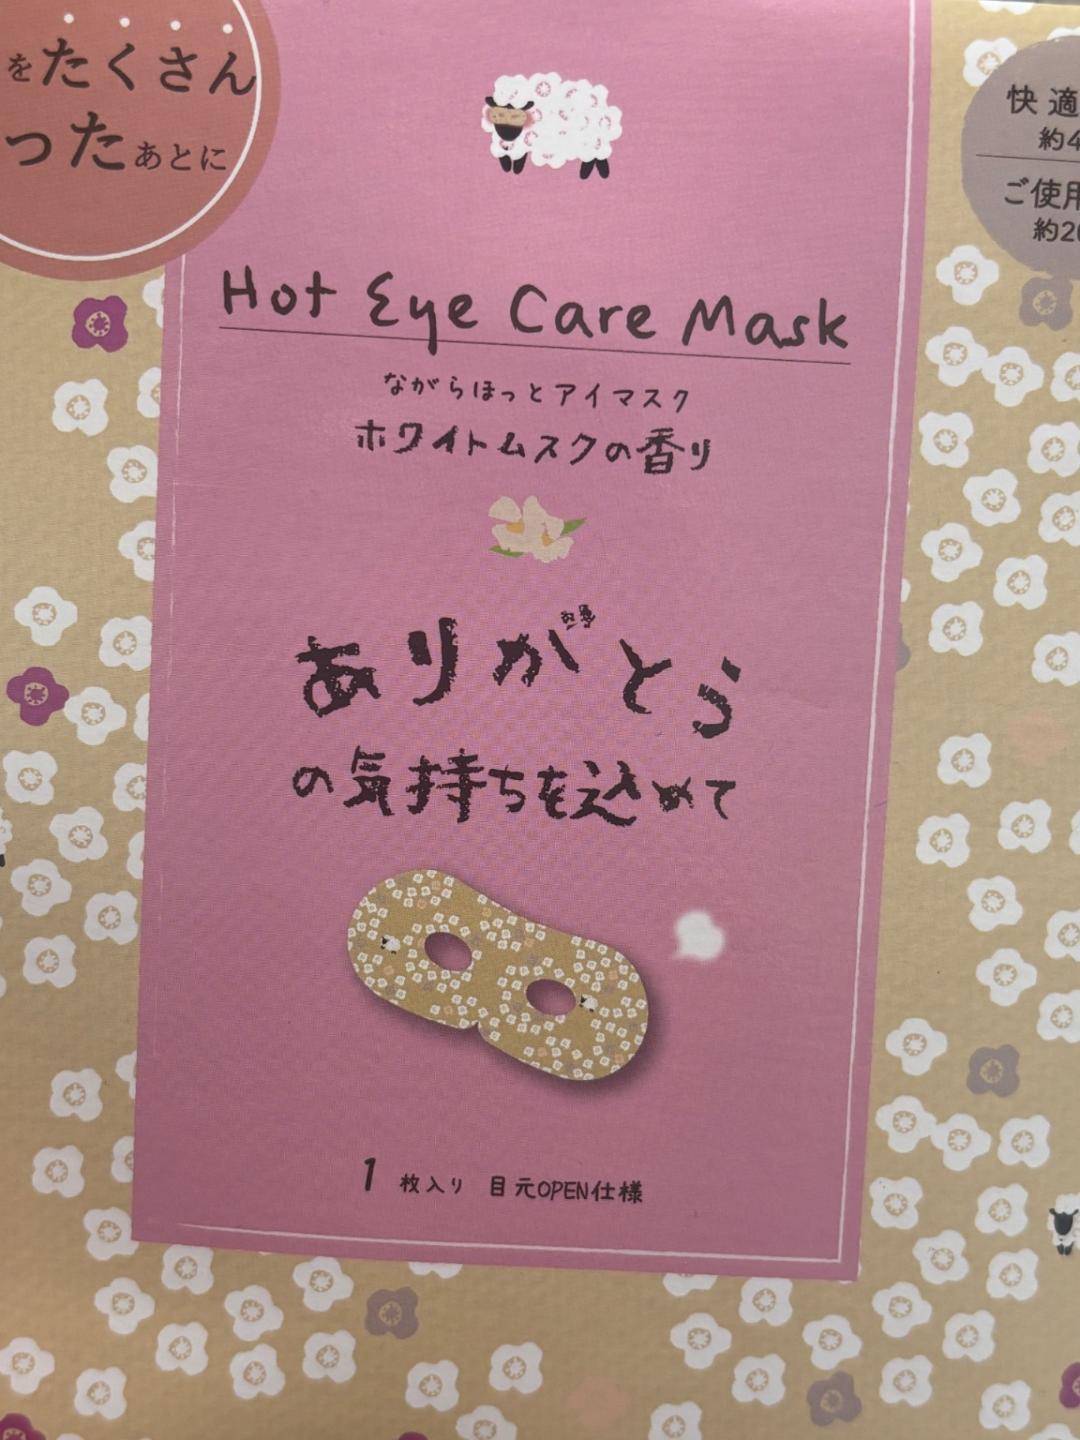 をたくさん
ったあとに
快適
約4
ご使用
約20
Hot Eye Care Mask
ながらほっとアイマスク
ホワイトムスクの香り
ありがとう
の気持ちを込めて
1枚入り 目元OPEN仕様